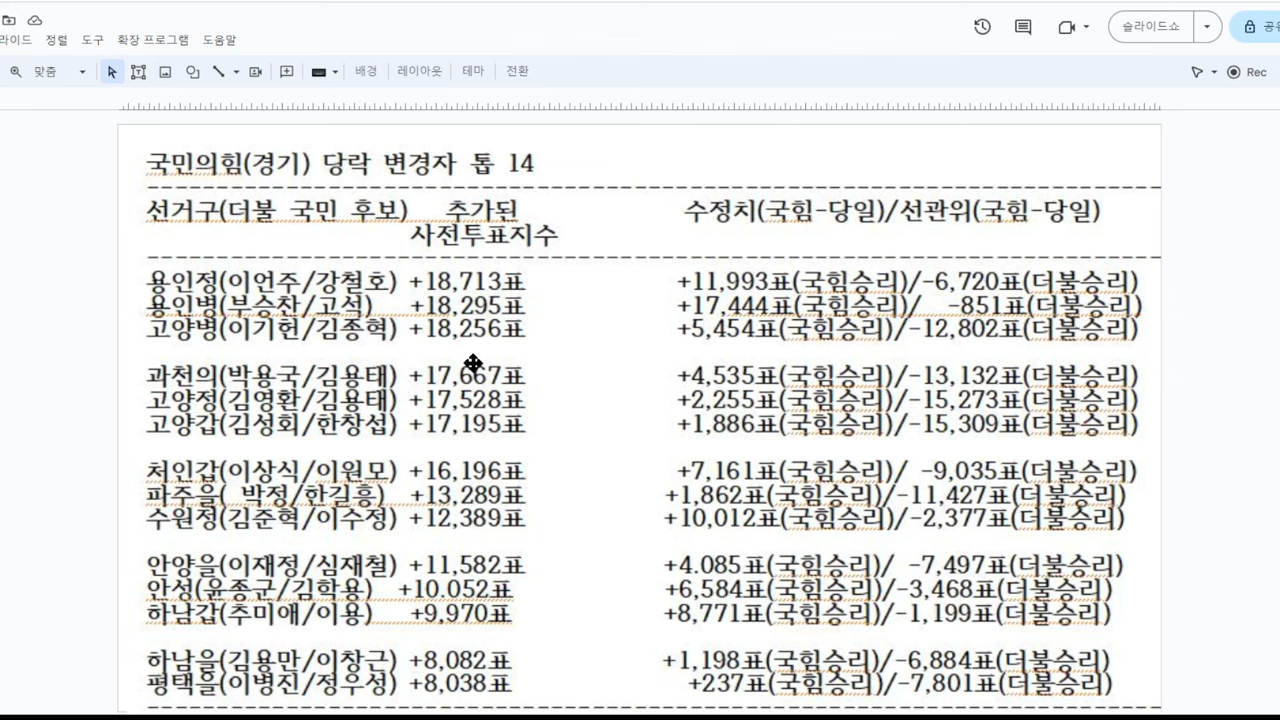 라이드 정렬 도구 확장 프로그램 도움말
슬라이드쇼
맞춤 배경 레이아웃 테마 전환 Rec
국민의힘(경기) 당락 변경자 톱 14
선거구(더불 국민 후보) 추가된 수정치(국힘-당일)/선관위(국힘-당일)
사전투표지수
용인정(이언주/강철호) +18,713표 +11,993표(국힘승리)/-6,720표(더불승리)
용인병(부승찬/고석) +18,295표 +17,444표(국힘승리)/ -851표(더불승리)
고양병(이기헌/김종혁) +18,256표 +5,454표(국힘승리)/-12,802표(더불승리)
과천의(박용국/김용태) +17,667표 +4,535표(국힘승리)/-13,132표(더불승리)
고양정(김영환/김용태) +17,528표 +2,255표(국힘승리)/-15,273표(더불승리)
고양갑(김성회/한창섭) +17,195표 +1,886표(국힘승리)/-15,309표(더불승리)
처인갑(이상식/이원모) +16,196표 +7,161표(국힘승리)/ -9,035표(더불승리)
파주을( 박정/한길룡) +13,289표 +1,862표(국힘승리)/-11,427표(더불승리)
수원정(김준혁/이수정) +12,389표 +10,012표(국힘승리)/-2,377표(더불승리)
안양을(이재정/심재철) +11,582표 +4.085표(국힘승리)/ -7,497표(더불승리)
안성(윤종군/김학용) +10.052표 +6,584표(국힘승리)/-3,468표(더불승리)
하남갑(추미애/이용) +9,970표 +8,771표(국힘승리)/-1,199표(더불승리)
하남을(김용만/이창근) +8,082표 +1,198표(국힘승리)/-6,884표(더불승리)
평택을(이병진/정우성) +8,038표 +237표(국힘승리)/-7,801표(더불승리)